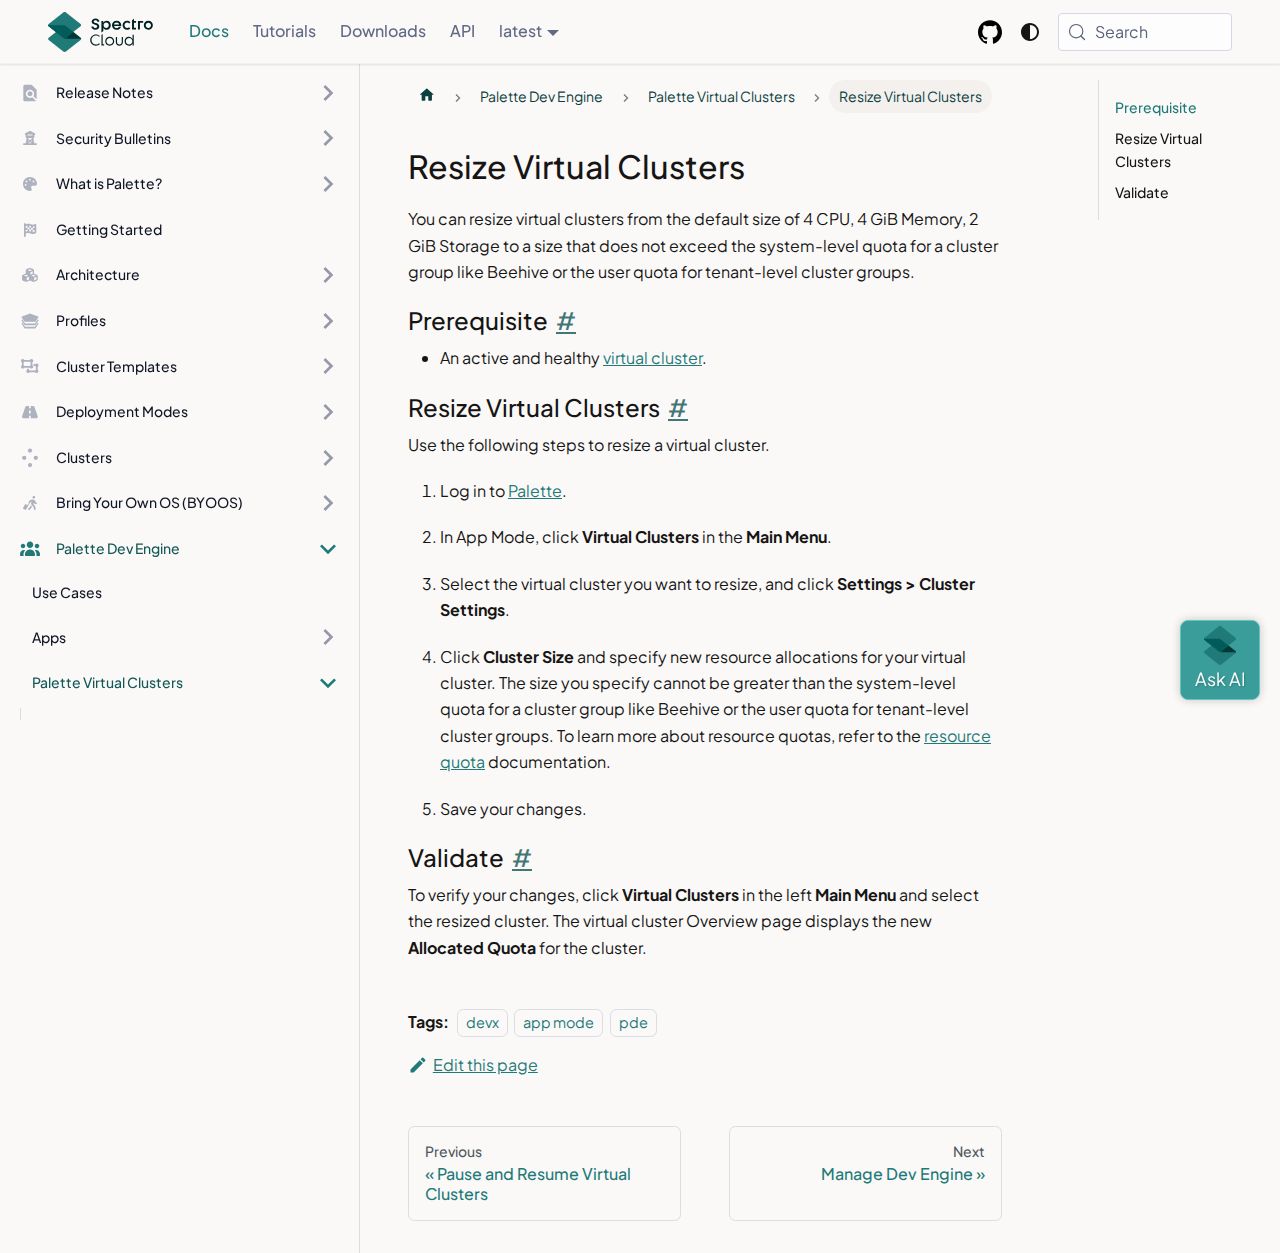 Spectro
Cloud
Docs
Tutorials
Downloads
API
latest
Search
Release Notes
Security Bulletins
What is Palette?
Getting Started
Architecture
Profiles
Cluster Templates
Deployment Modes
Clusters
Bring Your Own OS (BYOOS)
Palette Dev Engine
Use Cases
Apps
Palette Virtual Clusters
Palette Dev Engine
Palette Virtual Clusters
Resize Virtual Clusters
Resize Virtual Clusters
You can resize virtual clusters from the default size of 4 CPU, 4 GiB Memory, 2
GiB Storage to a size that does not exceed the system-level quota for a cluster
group like Beehive or the user quota for tenant-level cluster groups.
Prerequisite #
• An active and healthy virtual cluster.
Resize Virtual Clusters #
Use the following steps to resize a virtual cluster.
1. Log in to Palette.
2. In App Mode, click Virtual Clusters in the Main Menu.
3. Select the virtual cluster you want to resize, and click Settings > Cluster
Settings.
4. Click Cluster Size and specify new resource allocations for your virtual
cluster. The size you specify cannot be greater than the system-level
quota for a cluster group like Beehive or the user quota for tenant-level
cluster groups. To learn more about resource quotas, refer to the resource
quota documentation.
5. Save your changes.
Validate #
To verify your changes, click Virtual Clusters in the left Main Menu and select
the resized cluster. The virtual cluster Overview page displays the new
Allocated Quota for the cluster.
Tags: devx app mode pde
Edit this page
Previous
« Pause and Resume Virtual
Clusters
Next
Manage Dev Engine »
Prerequisite
Resize Virtual
Clusters
Validate
Ask AI